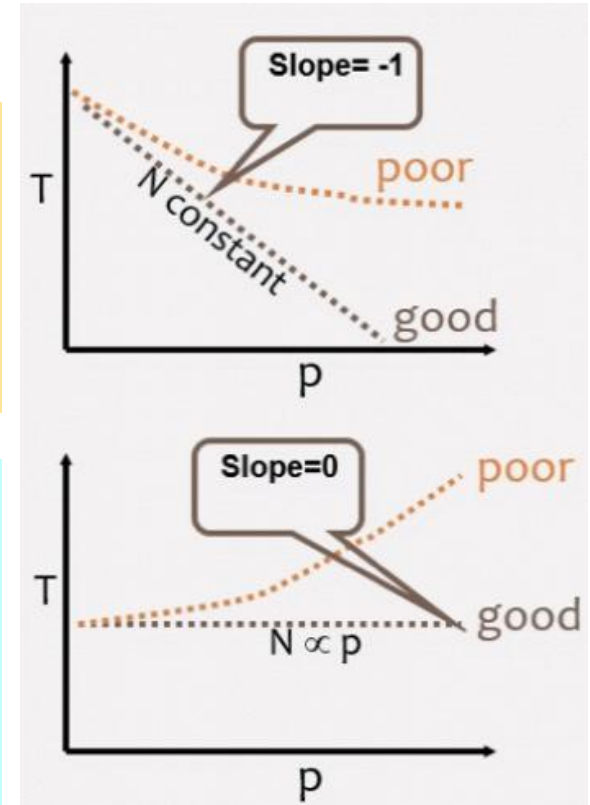 Slope= -1
poor
T
N constant
good
p
Slope=0
poor
T
good
N ∝ p
p